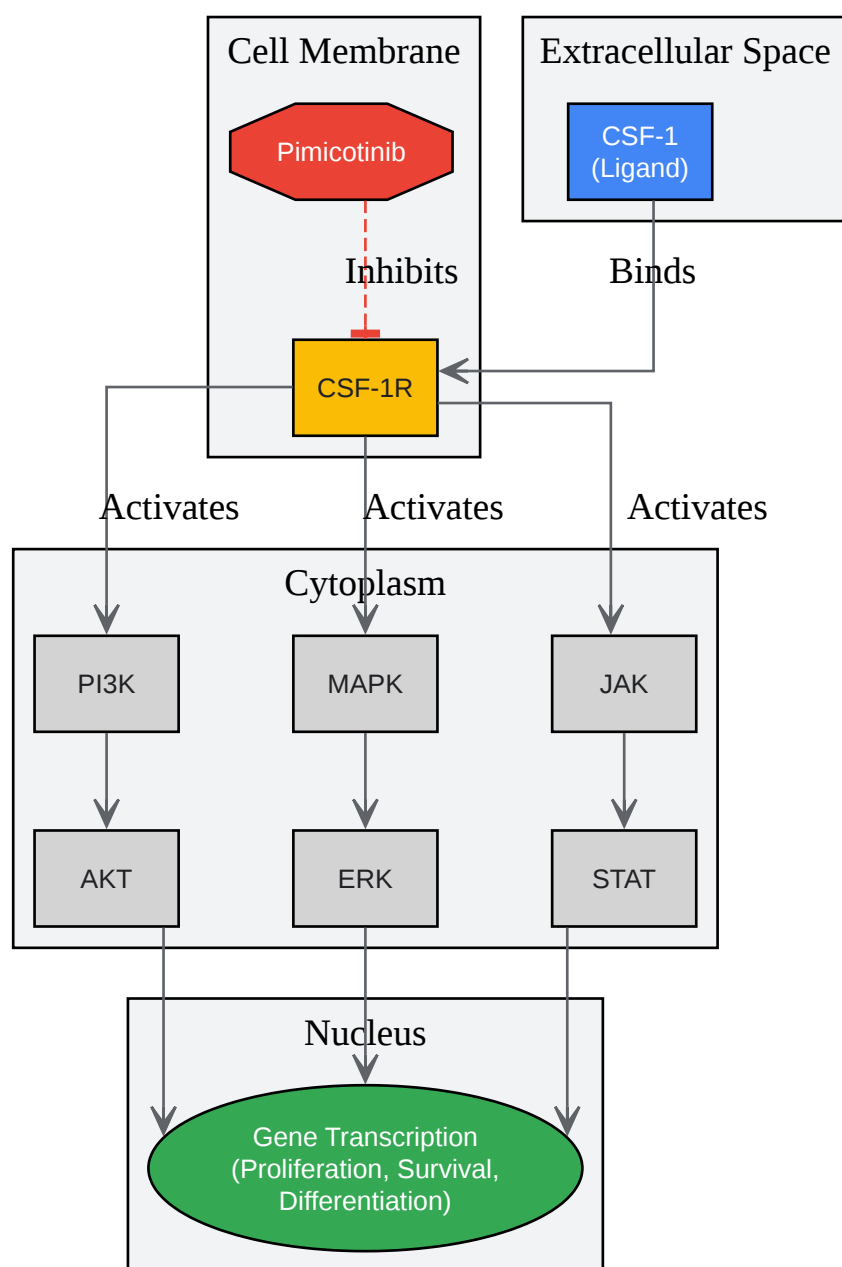 Cell Membrane
Extracellular Space
Pimicotinib
CSF-1
(Ligand)
Inhibits
Binds
CSF-1R
Activates
Activates
Activates
Cytoplasm
PI3K
MAPK
JAK
AKT
ERK
STAT
Nucleus
Gene Transcription
(Proliferation, Survival,
Differentiation)